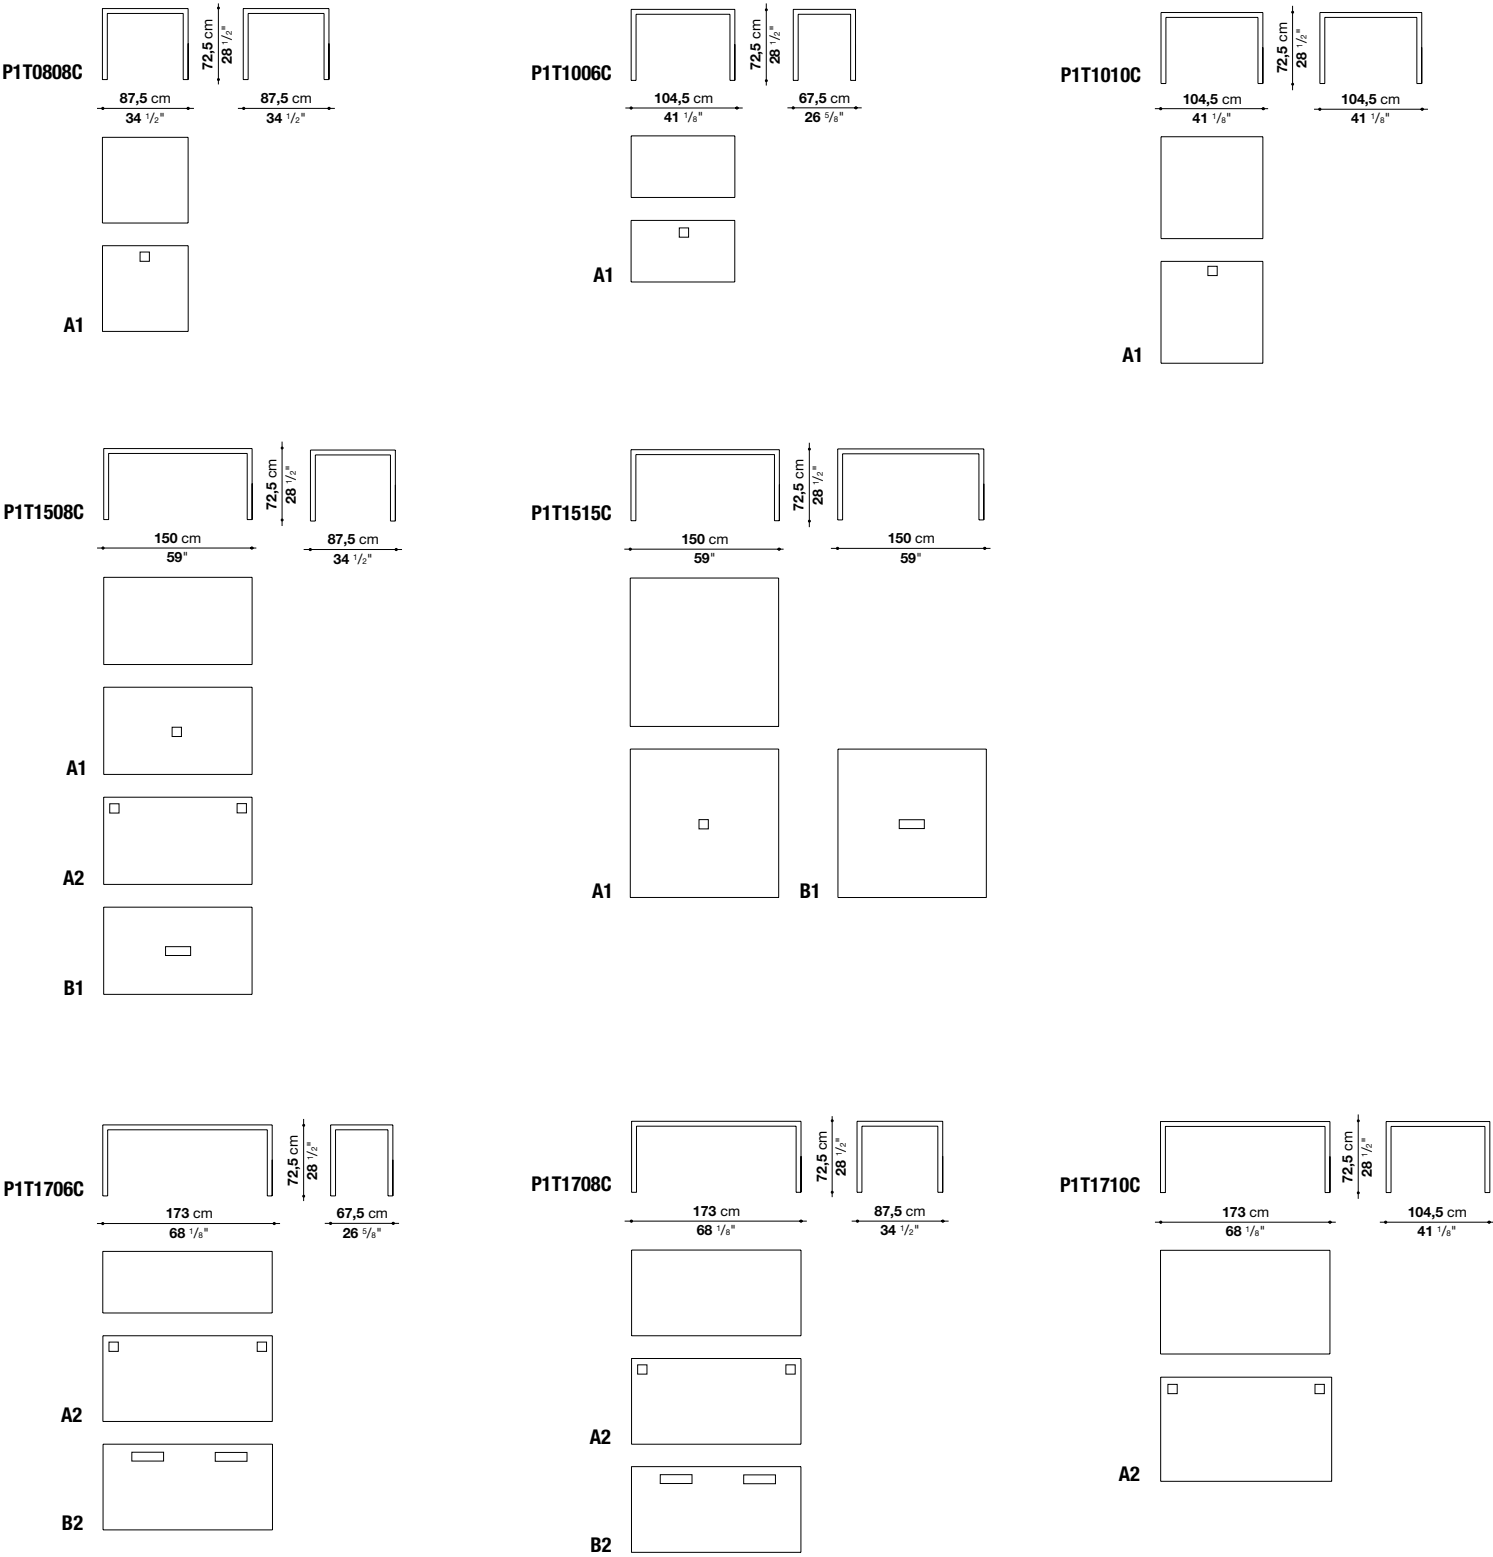 P1T0808C
72,5 cm
28 1/2"
87,5 cm
34 1/2"
87,5 cm
34 1/2"
A1
P1T1006C
72,5 cm
28 1/2"
104,5 cm
41 1/8"
67,5 cm
26 5/8"
A1
P1T1010C
72,5 cm
28 1/2"
104,5 cm
41 1/8"
104,5 cm
41 1/8"
A1
P1T1508C
72,5 cm
28 1/2"
150 cm
59"
87,5 cm
34 1/2"
A1
A2
B1
P1T1515C
72,5 cm
28 1/2"
150 cm
59"
150 cm
59"
A1
B1
P1T1706C
72,5 cm
28 1/2"
173 cm
68 1/8"
67,5 cm
26 5/8"
A2
B2
P1T1708C
72,5 cm
28 1/2"
173 cm
68 1/8"
87,5 cm
34 1/2"
A2
B2
P1T1710C
72,5 cm
28 1/2"
173 cm
68 1/8"
104,5 cm
41 1/8"
A2